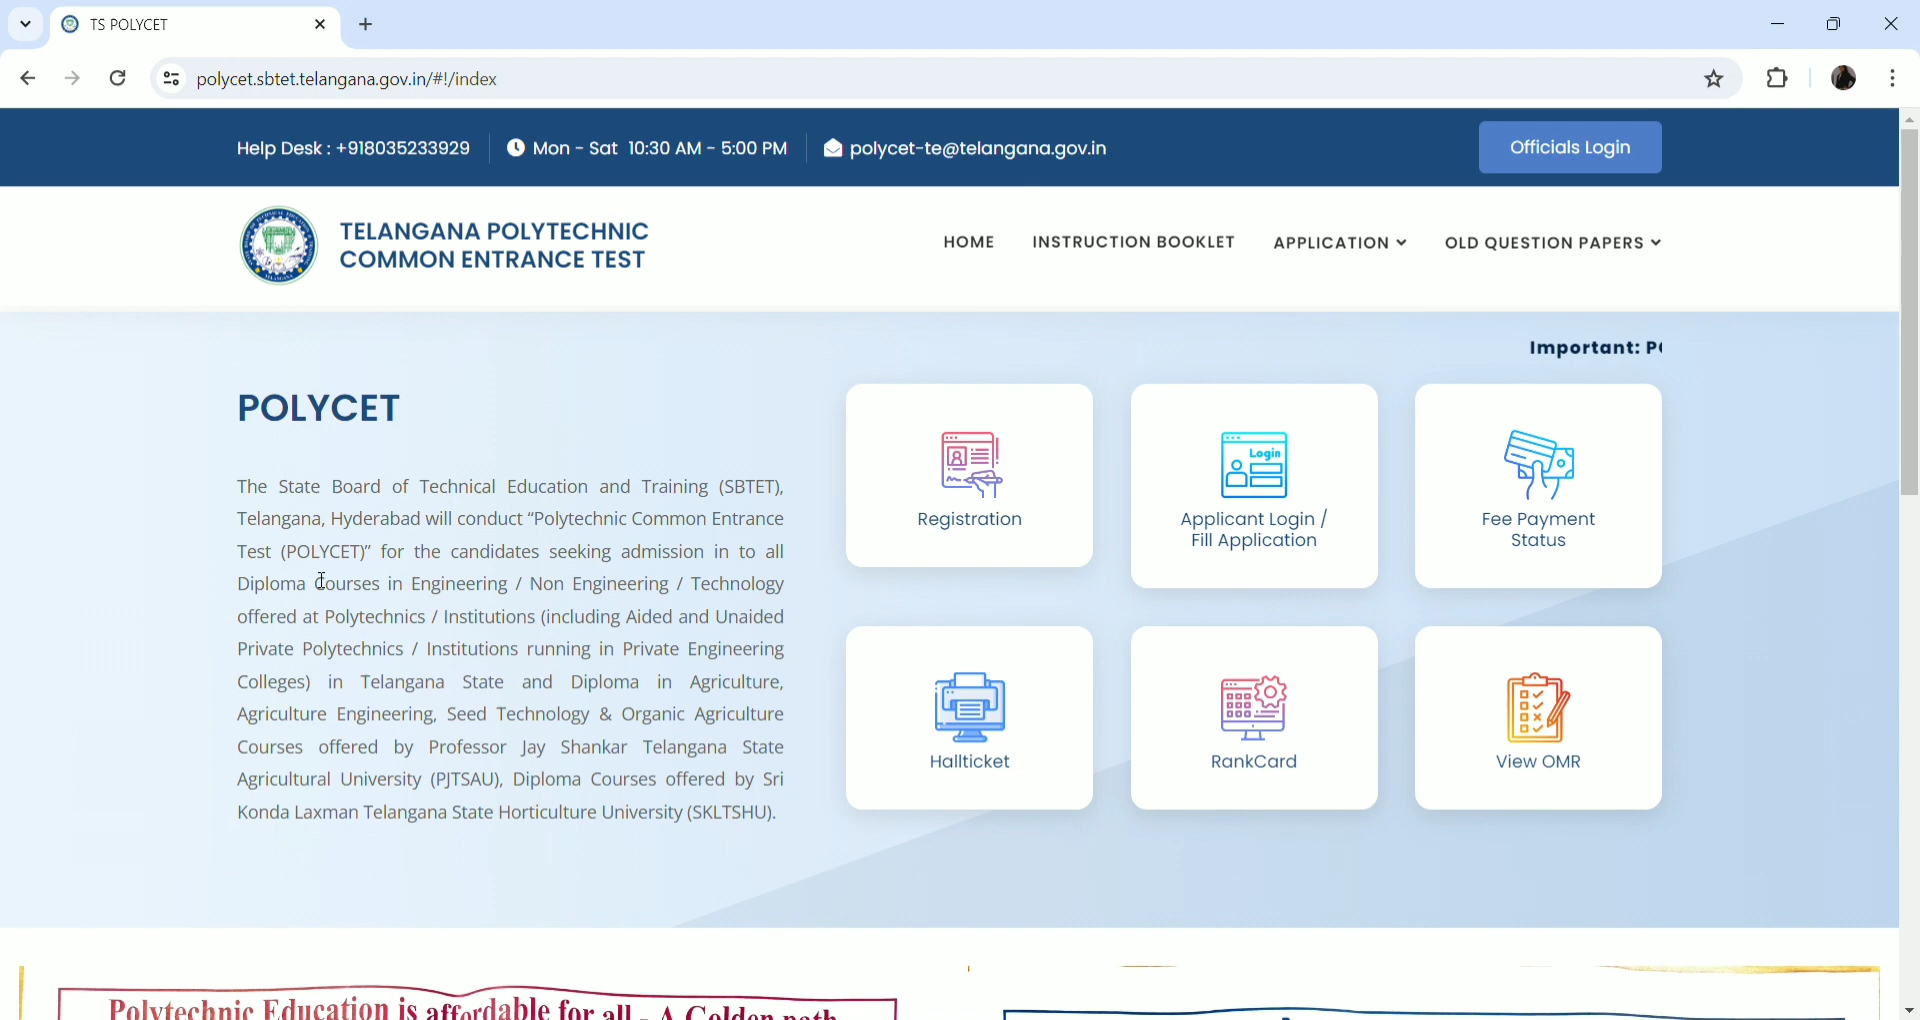 TS POLYCET
polycet.sbtet.telangana.gov.in/#!/index
Help Desk : +918035233929
Mon - Sat 10:30 AM - 5:00 PM
polycet-te@telangana.gov.in
Officials Login
TELANGANA POLYTECHNIC
COMMON ENTRANCE TEST
HOME
INSTRUCTION BOOKLET
APPLICATION
OLD QUESTION PAPERS
Important:
POLYCET
The State Board of Technical Education and Training (SBTET),
Telangana, Hyderabad will conduct “Polytechnic Common Entrance
Test (POLYCET)” for the candidates seeking admission in to all
Diploma Courses in Engineering / Non Engineering / Technology
offered at Polytechnics / Institutions (including Aided and Unaided
Private Polytechnics / Institutions running in Private Engineering
Colleges) in Telangana State and Diploma in Agriculture,
Agriculture Engineering, Seed Technology & Organic Agriculture
Courses offered by Professor Jay Shankar Telangana State
Agricultural University (PJTSAU), Diploma Courses offered by Sri
Konda Laxman Telangana State Horticulture University (SKLTSHU).
Registration
Login
Applicant Login /
Fill Application
Fee Payment
Status
Hallticket
RankCard
View OMR
Polytechnic Education is affordable for all - A Golden path